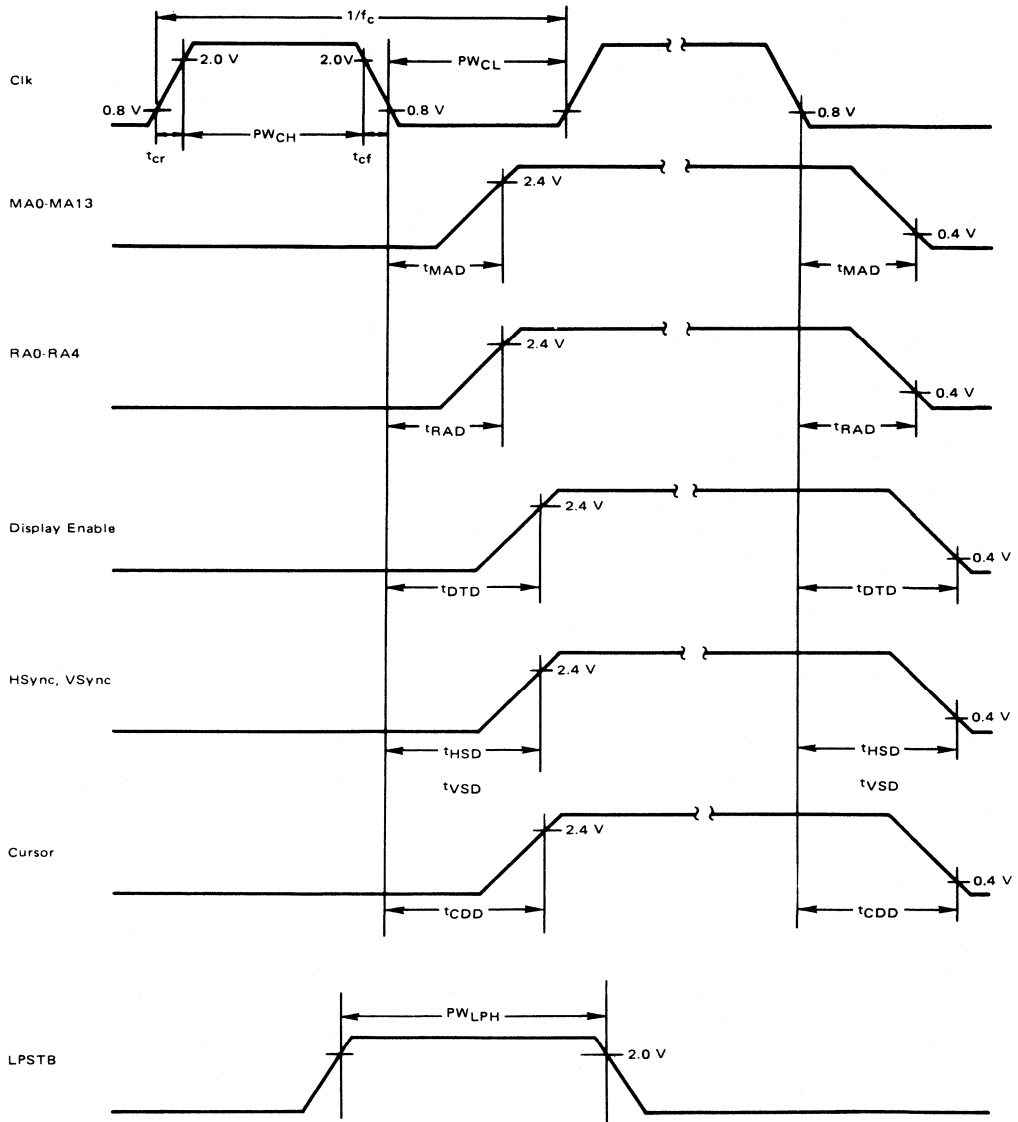 1/fc
Clk
2.0 V
2.0V
PWCL
0.8 V
0.8 V
0.8 V
PWCH
tcr
tcf
MA0-MA13
2.4 V
0.4 V
tMAD
tMAD
RA0-RA4
2.4 V
0.4 V
tRAD
tRAD
Display Enable
2.4 V
0.4 V
tDTD
tDTD
HSync, VSync
2.4 V
0.4 V
tHSD
tHSD
tVSD
tVSD
Cursor
2.4 V
0.4 V
tCDD
tCDD
PWLPH
LPSTB
2.0 V